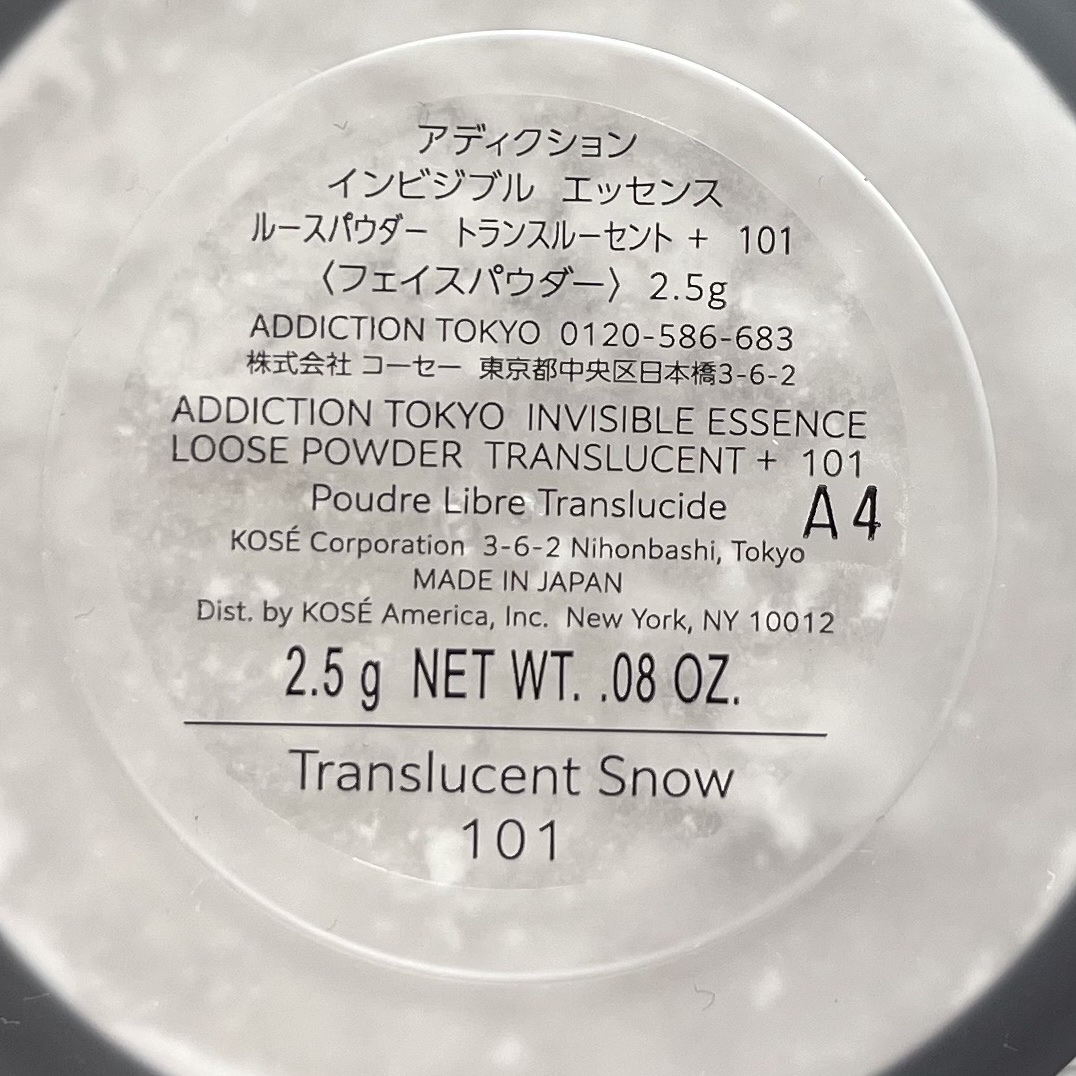 アディクション
インビジブル エッセンス
ルースパウダー トランスルーセント + 101
〈フェイスパウダー〉 2.5g
ADDICTION TOKYO 0120-586-683
株式会社 コーセー 東京都中央区日本橋3-6-2
ADDICTION TOKYO INVISIBLE ESSENCE
LOOSE POWDER TRANSLUCENT + 101
Poudre Libre Translucide
A4
KOSÉ Corporation 3-6-2 Nihonbashi, Tokyo
MADE IN JAPAN
Dist. by KOSÉ America, Inc. New York, NY 10012
2.5 g NET WT. .08 OZ.
Translucent Snow
101